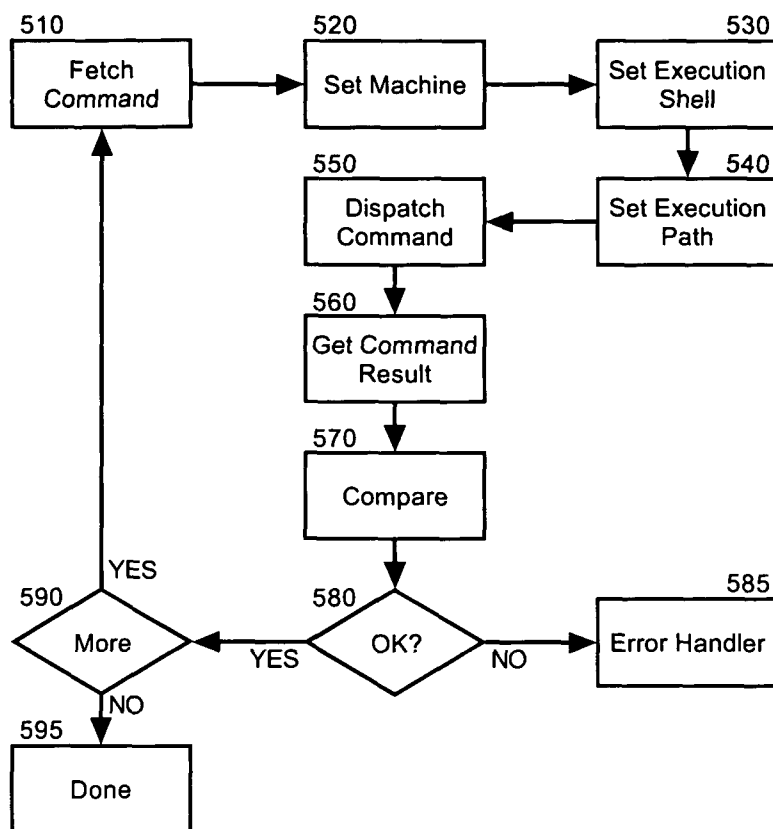 510
Fetch
Command
520
Set Machine
530
Set Execution
Shell
540
Set Execution
Path
550
Dispatch
Command
560
Get Command
Result
570
Compare
580
OK?
YES
NO
585
Error Handler
590
More
YES
NO
595
Done